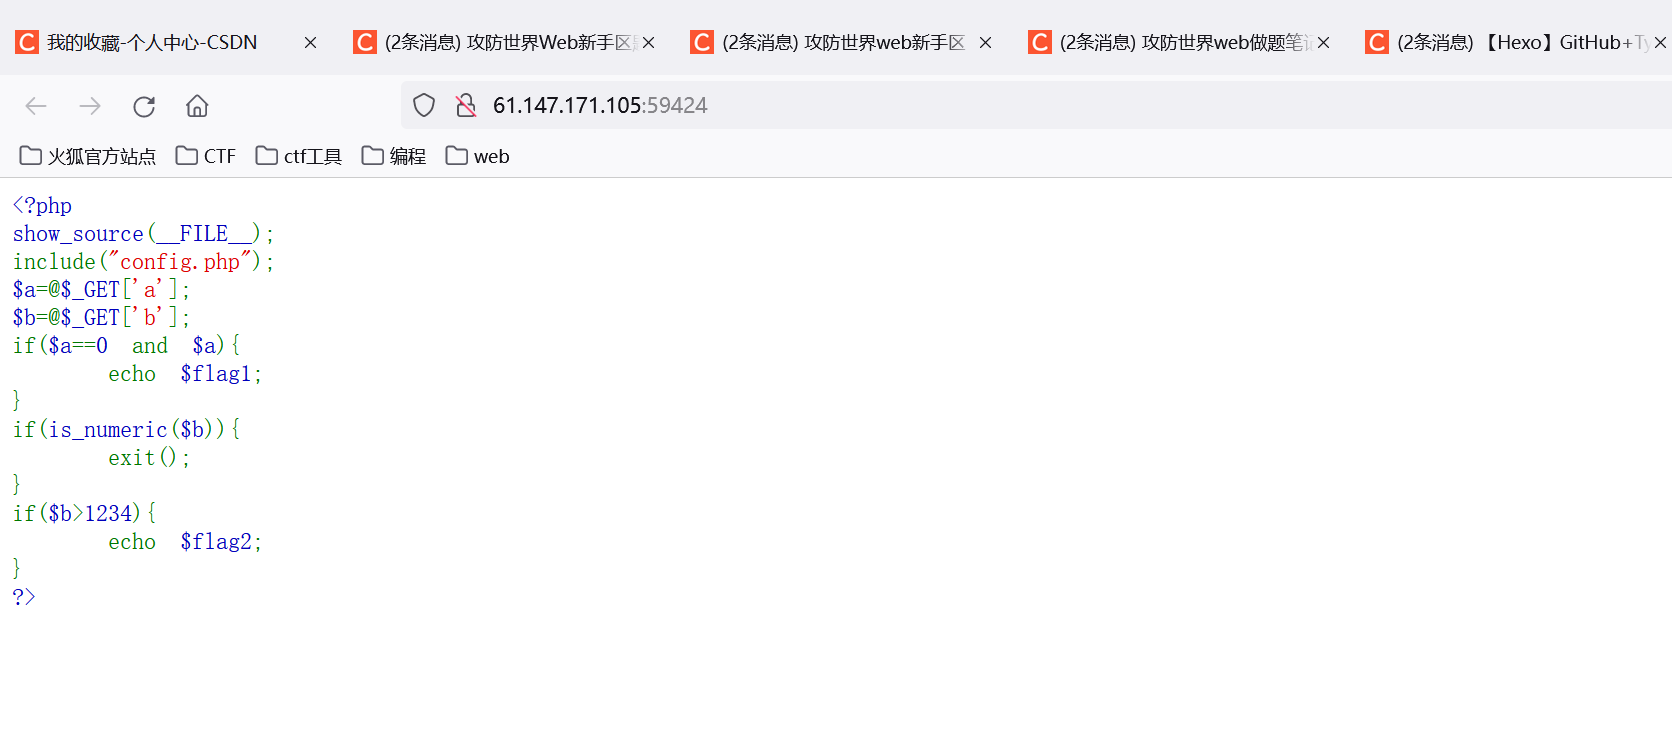 我的收藏-个人中心-CSDN
(2条消息) 攻防世界Web新手区
(2条消息) 攻防世界web新手区
(2条消息) 攻防世界web做题笔记
(2条消息) 【Hexo】GitHub+Ty
61.147.171.105:59424
火狐官方站点 CTF ctf工具 编程 web
<?php
show_source(__FILE__);
include("config.php");
$a=@$_GET['a'];
$b=@$_GET['b'];
if($a==0 and $a){
echo $flag1;
}
if(is_numeric($b)){
exit();
}
if($b>1234){
echo $flag2;
}
?>